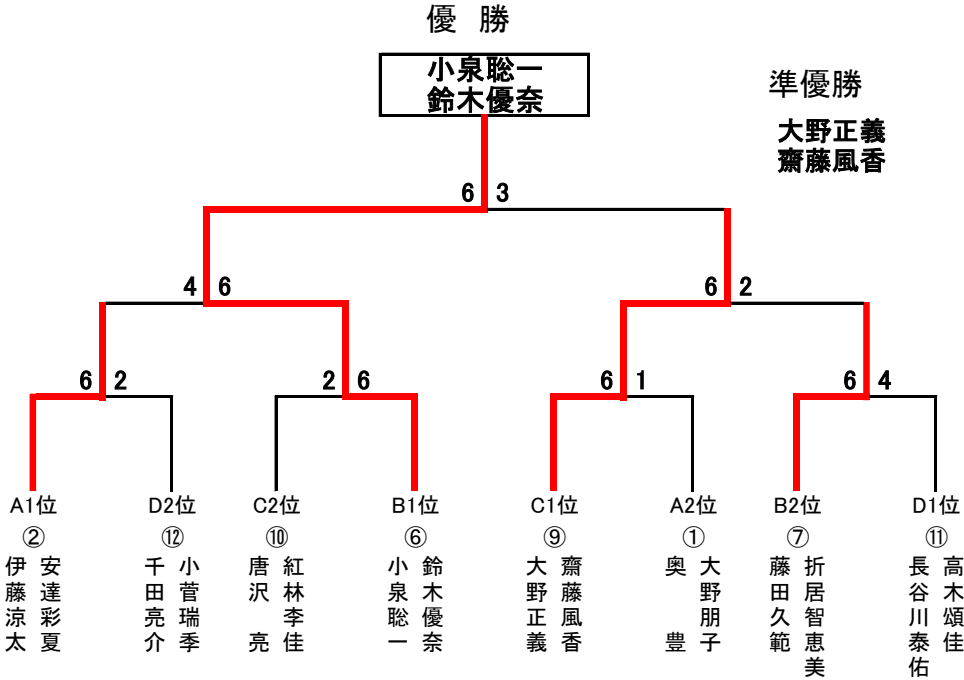 優 勝
小泉聡一
鈴木優奈
準優勝
大野正義
齋藤風香
6 3
4 6
6 2
6 2
2 6
6 1
6 4
A1位
D2位
C2位
B1位
C1位
A2位
B2位
D1位
②
⑫
⑩
⑥
⑨
①
⑦
⑪
伊藤涼太
安達彩夏
千田亮介
小菅瑞季
唐沢 亮
紅林李佳
小泉聡一
鈴木優奈
大野正義
齋藤風香
奥 豊
大野朋子
藤田久範
折居智恵美
長谷川泰佑
高木頌佳